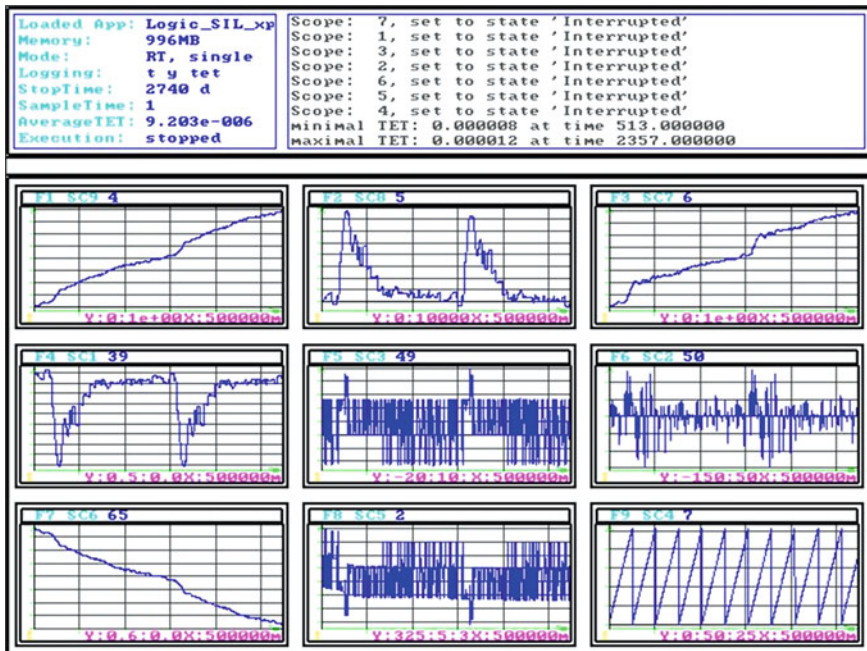 Loaded App: Logic_SIL_xp
Memory: 996MB
Mode: RT, single
Logging: t y tet
StopTime: 2740 d
SampleTime: 1
AverageTET: 9.203e-006
Execution: stopped
Scope: 7, set to state 'Interrupted'
Scope: 1, set to state 'Interrupted'
Scope: 3, set to state 'Interrupted'
Scope: 2, set to state 'Interrupted'
Scope: 6, set to state 'Interrupted'
Scope: 5, set to state 'Interrupted'
Scope: 4, set to state 'Interrupted'
minimal TET: 0.000008 at time 513.000000
maximal TET: 0.000012 at time 2357.000000
F1 SC9 4
F2 SC8 5
F3 SC7 6
Y:0:1e+00X:500000m
Y:0:10000X:500000m
Y:0:1e+00X:500000m
F4 SC1 39
F5 SC3 49
F6 SC2 50
Y:0.5:0.0X:500000m
Y:-20:10:X:500000m
Y:-150:50X:500000m
F7 SC6 65
F8 SC5 2
F9 SC4 7
Y:0.6:0.0X:500000m
Y:325:5:3X:500000m
Y:0:50:25X:500000m